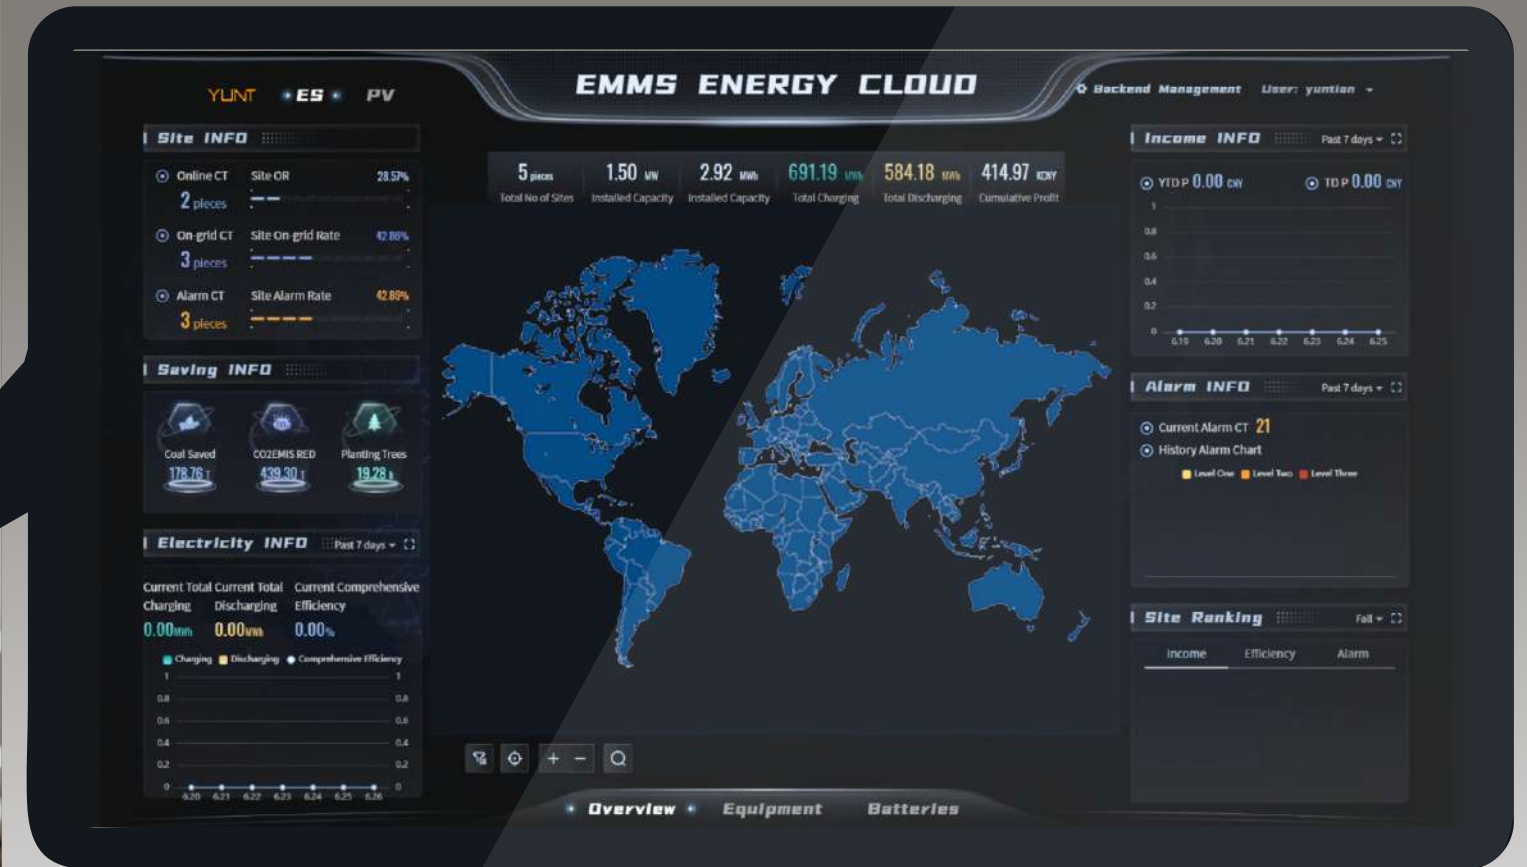 EMMS ENERGY CLOUD
YUNT ES PV
Backend Management User: yuntian
Site INFO
Online CT Site OR 28.57%
2 pieces
On-grid CT Site On-grid Rate 42.86%
3 pieces
Alarm CT Site Alarm Rate 42.86%
3 pieces
Saving INFO
Coal Saved CO2EMIS RED Planting Trees
178.76 T 439.30 T 19.28
Electricity INFO Past 7 days
Current Total Current Total Current Comprehensive
Charging Discharging Efficiency
0.00MWh 0.00MWh 0.00%
Charging Discharging Comprehensive Efficiency
1 1
0.8 0.8
0.6 0.6
0.4 0.4
0.2 0.2
0 0
6.20 6.21 6.22 6.23 6.24 6.25 6.26
5 pieces 1.50 MW 2.92 MWh 691.19 MWh 584.18 MWh 414.97 KCNY
Total No of Sites Installed Capacity Installed Capacity Total Charging Total Discharging Cumulative Profit
+ −
Overview Equipment Batteries
Income INFO Past 7 days
YTD P 0.00 CNY TD P 0.00 CNY
1
0.8
0.6
0.4
0.2
0
6.19 6.20 6.21 6.22 6.23 6.24 6.25
Alarm INFO Past 7 days
Current Alarm CT 21
History Alarm Chart
Level One Level Two Level Three
Site Ranking Fall
Income Efficiency Alarm